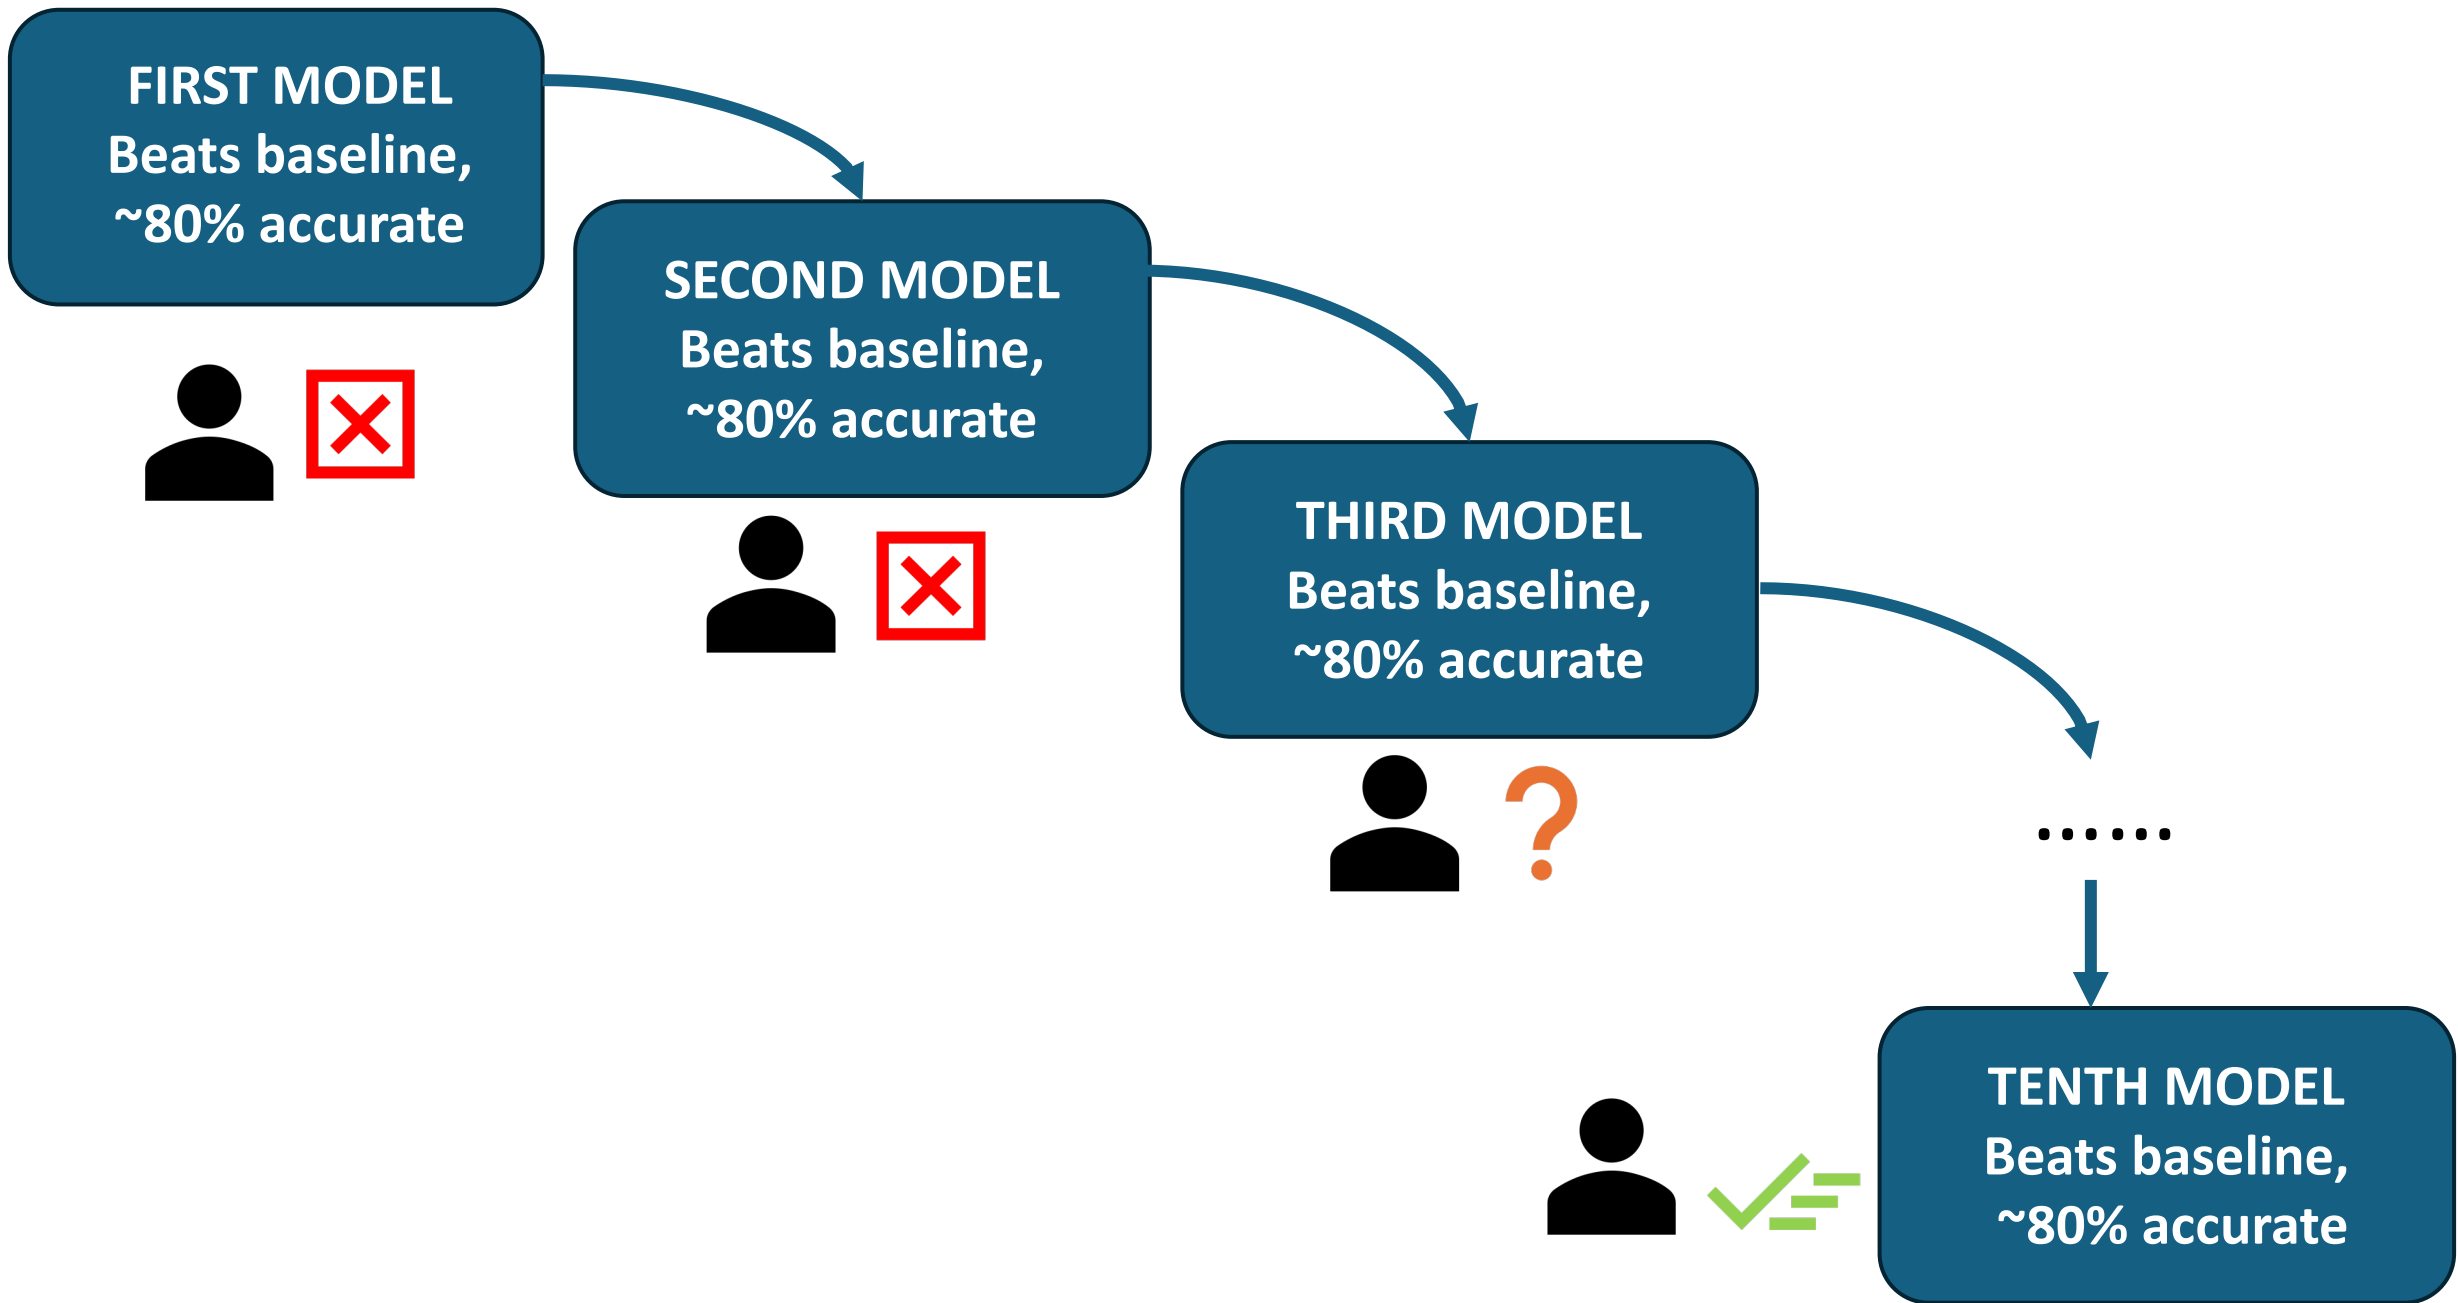 FIRST MODEL
Beats baseline,
~80% accurate
SECOND MODEL
Beats baseline,
~80% accurate
THIRD MODEL
Beats baseline,
~80% accurate
?
......
TENTH MODEL
Beats baseline,
~80% accurate